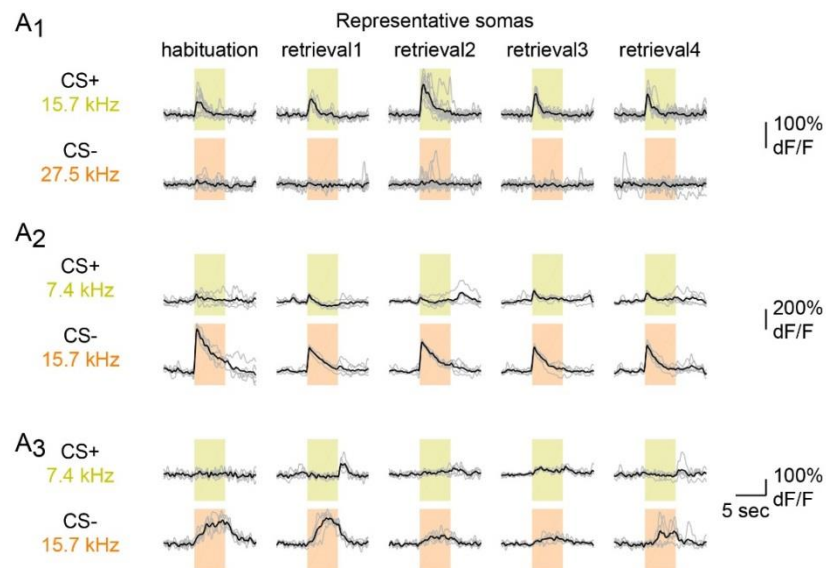 A1
Representative somas
habituation retrieval1 retrieval2 retrieval3 retrieval4
CS+
15.7 kHz
100%
dF/F
CS-
27.5 kHz
A2
CS+
7.4 kHz
200%
dF/F
CS-
15.7 kHz
A3
CS+
7.4 kHz
100%
5 sec dF/F
CS-
15.7 kHz